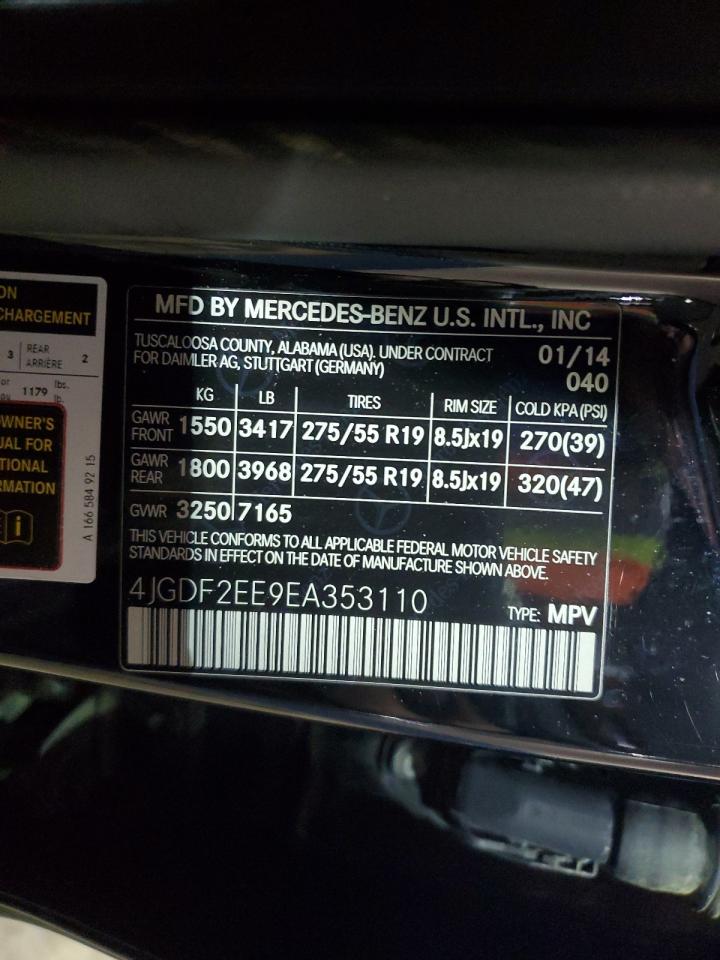 ON
CHARGEMENT
3 REAR ARRIÈRE 2
or 1179 lbs.
lb.
OWNER'S
UAL FOR
ITIONAL
RMATION
A 166 584 92 15
MFD BY MERCEDES-BENZ U.S. INTL., INC
TUSCALOOSA COUNTY, ALABAMA (USA). UNDER CONTRACT 01/14
FOR DAIMLER AG, STUTTGART (GERMANY) 040
KG LB TIRES RIM SIZE COLD KPA (PSI)
GAWR FRONT 1550 3417 275/55 R19 8.5Jx19 270(39)
GAWR REAR 1800 3968 275/55 R19 8.5Jx19 320(47)
GVWR 3250 7165
THIS VEHICLE CONFORMS TO ALL APPLICABLE FEDERAL MOTOR VEHICLE SAFETY
STANDARDS IN EFFECT ON THE DATE OF MANUFACTURE SHOWN ABOVE.
4JGDF2EE9EA353110 TYPE: MPV